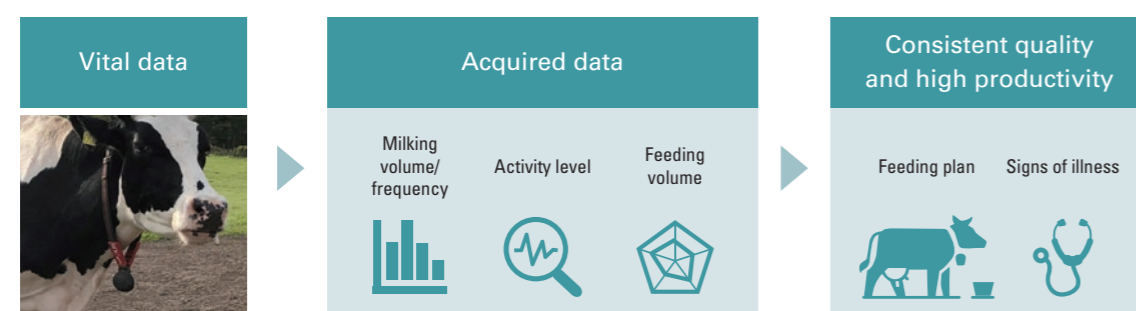 Vital data
Acquired data
Consistent quality
and high productivity
Milking
volume/
frequency
Activity level
Feeding
volume
Feeding plan
Signs of illness